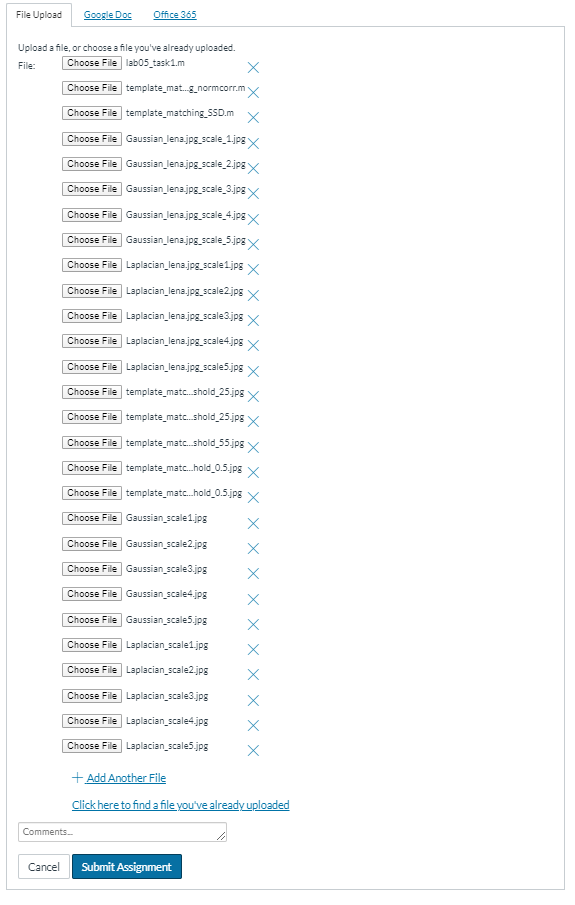 File Upload Google Doc Office 365
Upload a file, or choose a file you've already uploaded.
File: Choose File lab05_task1.m
Choose File template_mat...g_normcorr.m
Choose File template_matching_SSD.m
Choose File Gaussian_lena.jpg_scale_1.jpg
Choose File Gaussian_lena.jpg_scale_2.jpg
Choose File Gaussian_lena.jpg_scale_3.jpg
Choose File Gaussian_lena.jpg_scale_4.jpg
Choose File Gaussian_lena.jpg_scale_5.jpg
Choose File Laplacian_lena.jpg_scale1.jpg
Choose File Laplacian_lena.jpg_scale2.jpg
Choose File Laplacian_lena.jpg_scale3.jpg
Choose File Laplacian_lena.jpg_scale4.jpg
Choose File Laplacian_lena.jpg_scale5.jpg
Choose File template_matc...shold_25.jpg
Choose File template_matc...shold_25.jpg
Choose File template_matc...shold_55.jpg
Choose File template_matc...hold_0.5.jpg
Choose File template_matc...hold_0.5.jpg
Choose File Gaussian_scale1.jpg
Choose File Gaussian_scale2.jpg
Choose File Gaussian_scale3.jpg
Choose File Gaussian_scale4.jpg
Choose File Gaussian_scale5.jpg
Choose File Laplacian_scale1.jpg
Choose File Laplacian_scale2.jpg
Choose File Laplacian_scale3.jpg
Choose File Laplacian_scale4.jpg
Choose File Laplacian_scale5.jpg
Add Another File
Click here to find a file you've already uploaded
Comments...
Cancel Submit Assignment